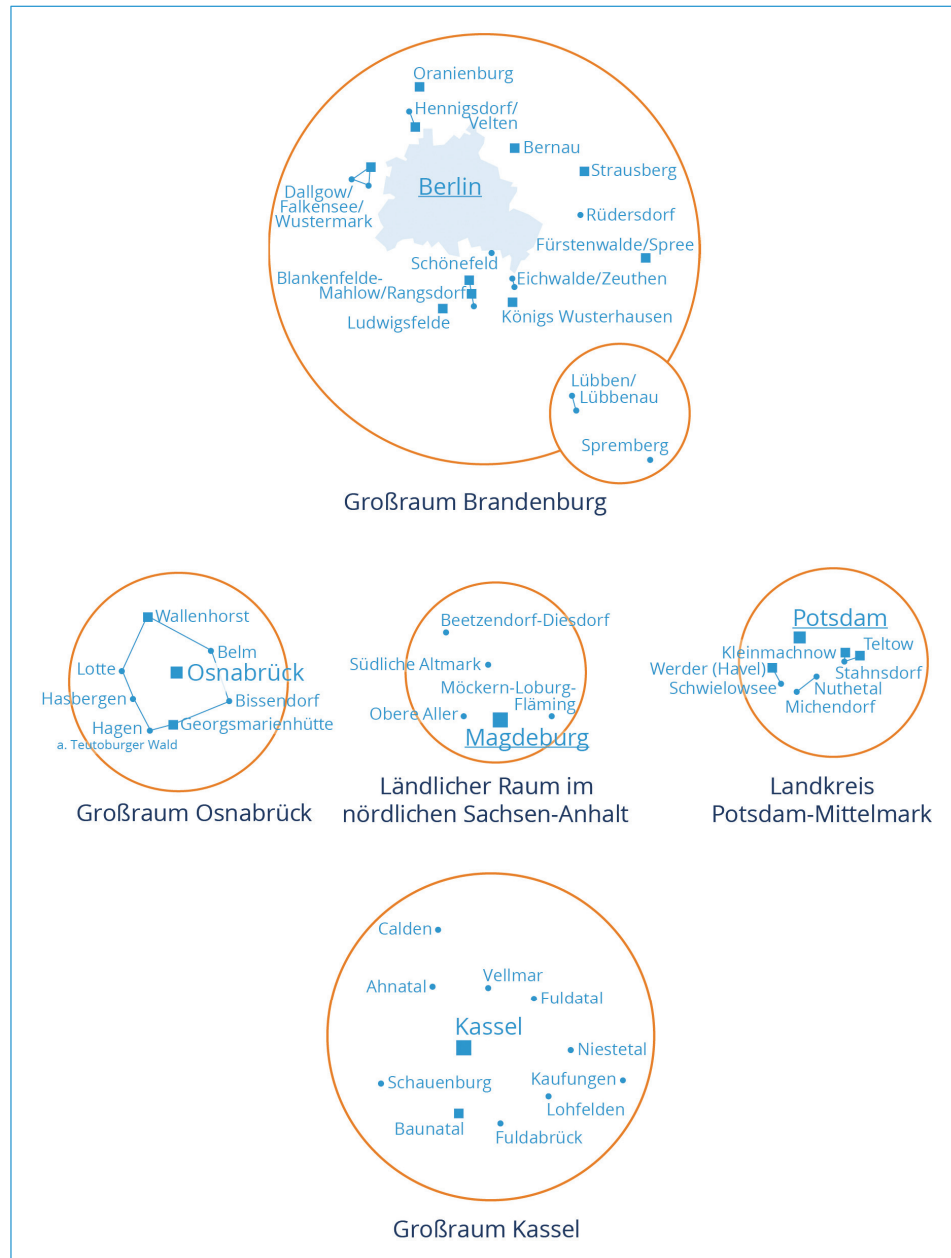 Oranienburg
Hennigsdorf/
Velten
Bernau
Strausberg
Berlin
Dallgow/
Falkensee/
Wustermark
Rüdersdorf
Fürstenwalde/Spree
Schönefeld
Blankenfelde-
Mahlow/Rangsdorf
Eichwalde/Zeuthen
Ludwigsfelde
Königs Wusterhausen
Lübben/
Lübbenau
Spremberg
Großraum Brandenburg
Wallenhorst
Belm
Lotte
Osnabrück
Hasbergen
Bissendorf
Hagen
a. Teutoburger Wald
Georgsmarienhütte
Großraum Osnabrück
Beetzendorf-Diesdorf
Südliche Altmark
Möckern-Loburg-
Fläming
Obere Aller
Magdeburg
Ländlicher Raum im
nördlichen Sachsen-Anhalt
Potsdam
Teltow
Kleinmachnow
Werder (Havel)
Stahnsdorf
Schwielowsee
Nuthetal
Michendorf
Landkreis
Potsdam-Mittelmark
Calden
Ahnatal
Vellmar
Fuldatal
Kassel
Niestetal
Schauenburg
Kaufungen
Lohfelden
Baunatal
Fuldabrück
Großraum Kassel